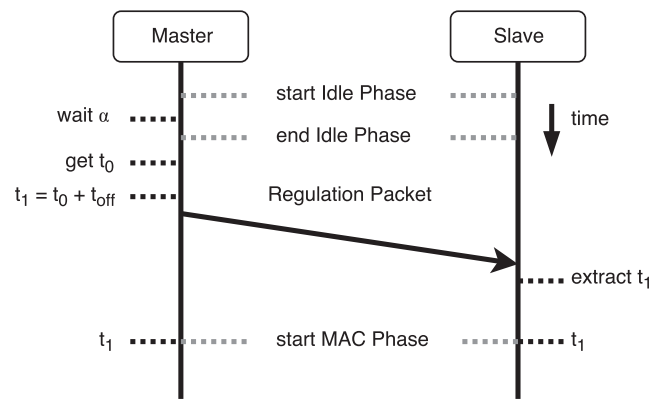 Master
Slave
start Idle Phase
wait α
time
end Idle Phase
get t₀
t₁ = t₀ + tₒff
Regulation Packet
extract t₁
t₁
start MAC Phase
t₁